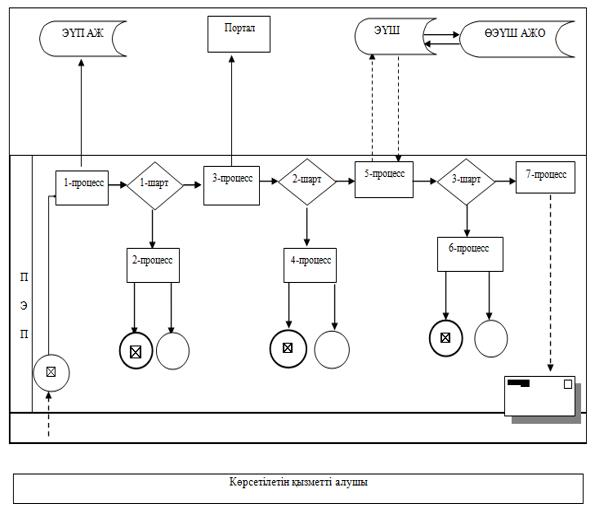 ЭҮП АЖ
Портал
ЭҮШ
ӨЭҮШ АЖО
1-процесс
1-шарт
3-процесс
2-шарт
5-процесс
3-шарт
7-процесс
2-процесс
4-процесс
6-процесс
П
Э
П
Көрсетілетін қызметті алушы